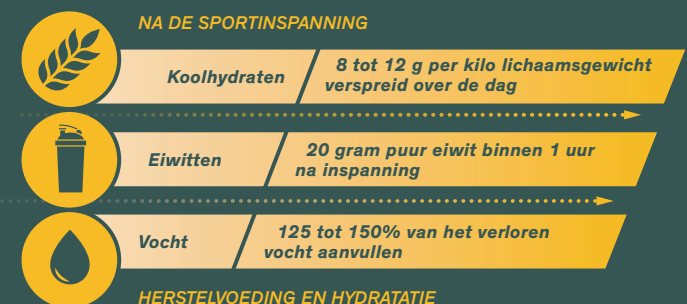 NA DE SPORTINSPANNING
Koolhydraten
8 tot 12 g per kilo lichaamsgewicht
verspreid over de dag
Eiwitten
20 gram puur eiwit binnen 1 uur
na inspanning
Vocht
125 tot 150% van het verloren
vocht aanvullen
HERSTELVOEDING EN HYDRATATIE